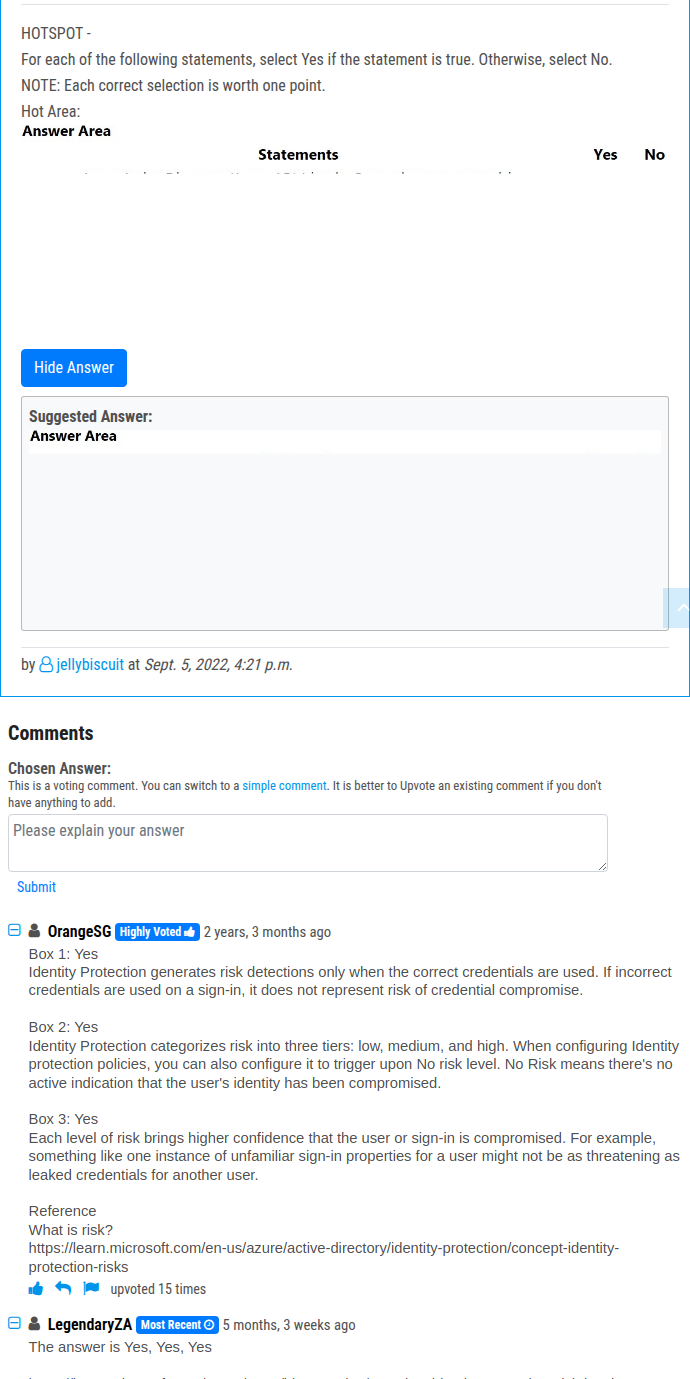 HOTSPOT -
For each of the following statements, select Yes if the statement is true. Otherwise, select No.
NOTE: Each correct selection is worth one point.
Hot Area:
Answer Area
Statements Yes No
Hide Answer
Suggested Answer:
Answer Area
by jellybiscuit at Sept. 5, 2022, 4:21 p.m.
Comments
Chosen Answer:
This is a voting comment. You can switch to a simple comment. It is better to Upvote an existing comment if you don't
have anything to add.
Please explain your answer
Submit
OrangeSG Highly Voted 2 years, 3 months ago
Box 1: Yes
Identity Protection generates risk detections only when the correct credentials are used. If incorrect
credentials are used on a sign-in, it does not represent risk of credential compromise.
Box 2: Yes
Identity Protection categorizes risk into three tiers: low, medium, and high. When configuring Identity
protection policies, you can also configure it to trigger upon No risk level. No Risk means there's no
active indication that the user's identity has been compromised.
Box 3: Yes
Each level of risk brings higher confidence that the user or sign-in is compromised. For example,
something like one instance of unfamiliar sign-in properties for a user might not be as threatening as
leaked credentials for another user.
Reference
What is risk?
https://learn.microsoft.com/en-us/azure/active-directory/identity-protection/concept-identity-
protection-risks
upvoted 15 times
LegendaryZA Most Recent 5 months, 3 weeks ago
The answer is Yes, Yes, Yes